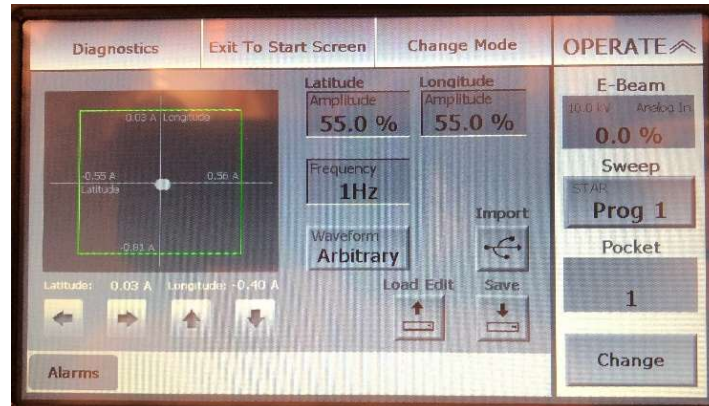 Diagnostics
Exit To Start Screen
Change Mode
OPERATE
Latitude
Longitude
Amplitude
55.0 %
Amplitude
55.0 %
0.03 A
Longitude
-0.55 A
Latitude
0.56 A
-0.81 A
Frequency
1Hz
Waveform
Arbitrary
Import
Latitude: 0.03 A Longitude: -0.40 A
Load Edit
Save
Alarms
E-Beam
10.0 kV Analog In
0.0 %
Sweep
STAR
Prog 1
Pocket
1
Change